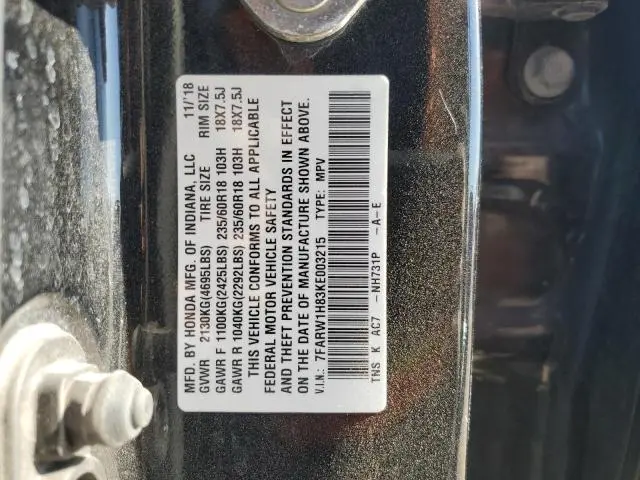 MFD. BY HONDA MFG. OF INDIANA, LLC 11/'18
GVWR 2130KG(4695LBS) TIRE SIZE RIM SIZE
GAWR F 1100KG(2425LBS) 235/60R18 103H 18X7.5J
GAWR R 1040KG(2292LBS) 235/60R18 103H 18X7.5J
THIS VEHICLE CONFORMS TO ALL APPLICABLE
FEDERAL MOTOR VEHICLE SAFETY
AND THEFT PREVENTION STANDARDS IN EFFECT
ON THE DATE OF MANUFACTURE SHOWN ABOVE.
V.I.N.: 7FARW1H83KE003215 TYPE: MPV
TNS K AC7 -NH731P -A-E